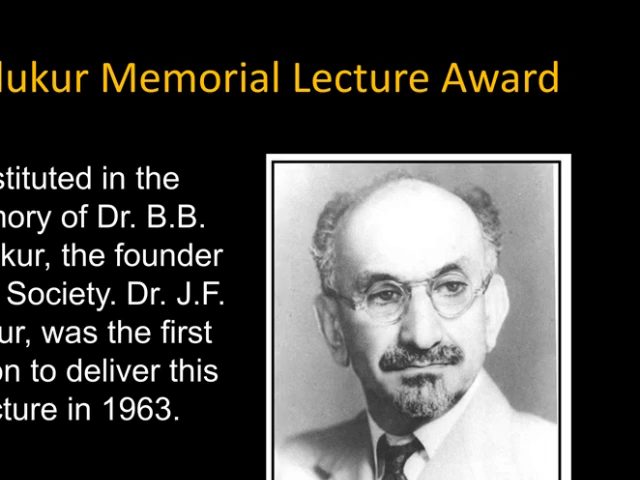 lukur Memorial Lecture Award
stituted in the
mory of Dr. B.B.
kur, the founder
Society. Dr. J.F.
ur, was the first
on to deliver this
cture in 1963.